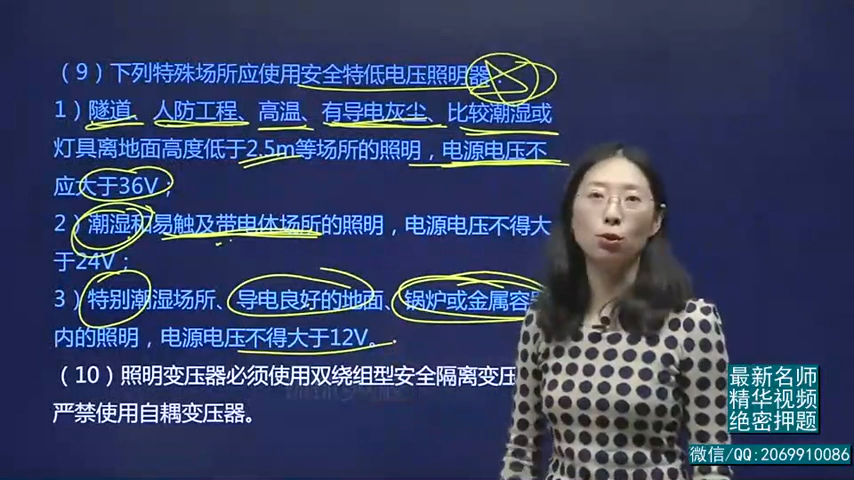 （9）下列特殊场所应使用安全特低电压照明器：
1）隧道、人防工程、高温、有导电灰尘、比较潮湿或
灯具离地面高度低于2.5m等场所的照明，电源电压不
应大于36V；
2）潮湿和易触及带电体场所的照明，电源电压不得大
于24V；
3）特别潮湿场所、导电良好的地面、锅炉或金属容器
内的照明，电源电压不得大于12V。
（10）照明变压器必须使用双绕组型安全隔离变压
严禁使用自耦变压器。
最新名师
精华视频
绝密押题
微信/QQ:2069910086